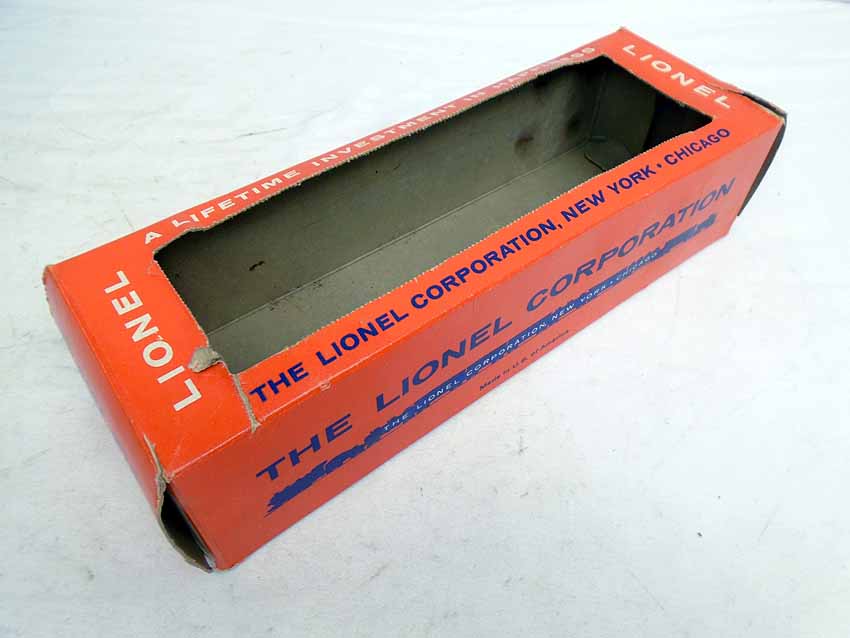 A LIFETIME INVESTMENT IN HAPPINESS
LIONEL
LIONEL
THE LIONEL CORPORATION, NEW YORK • CHICAGO
THE LIONEL CORPORATION
THE LIONEL CORPORATION, NEW YORK • CHICAGO
Made in U.S. of America